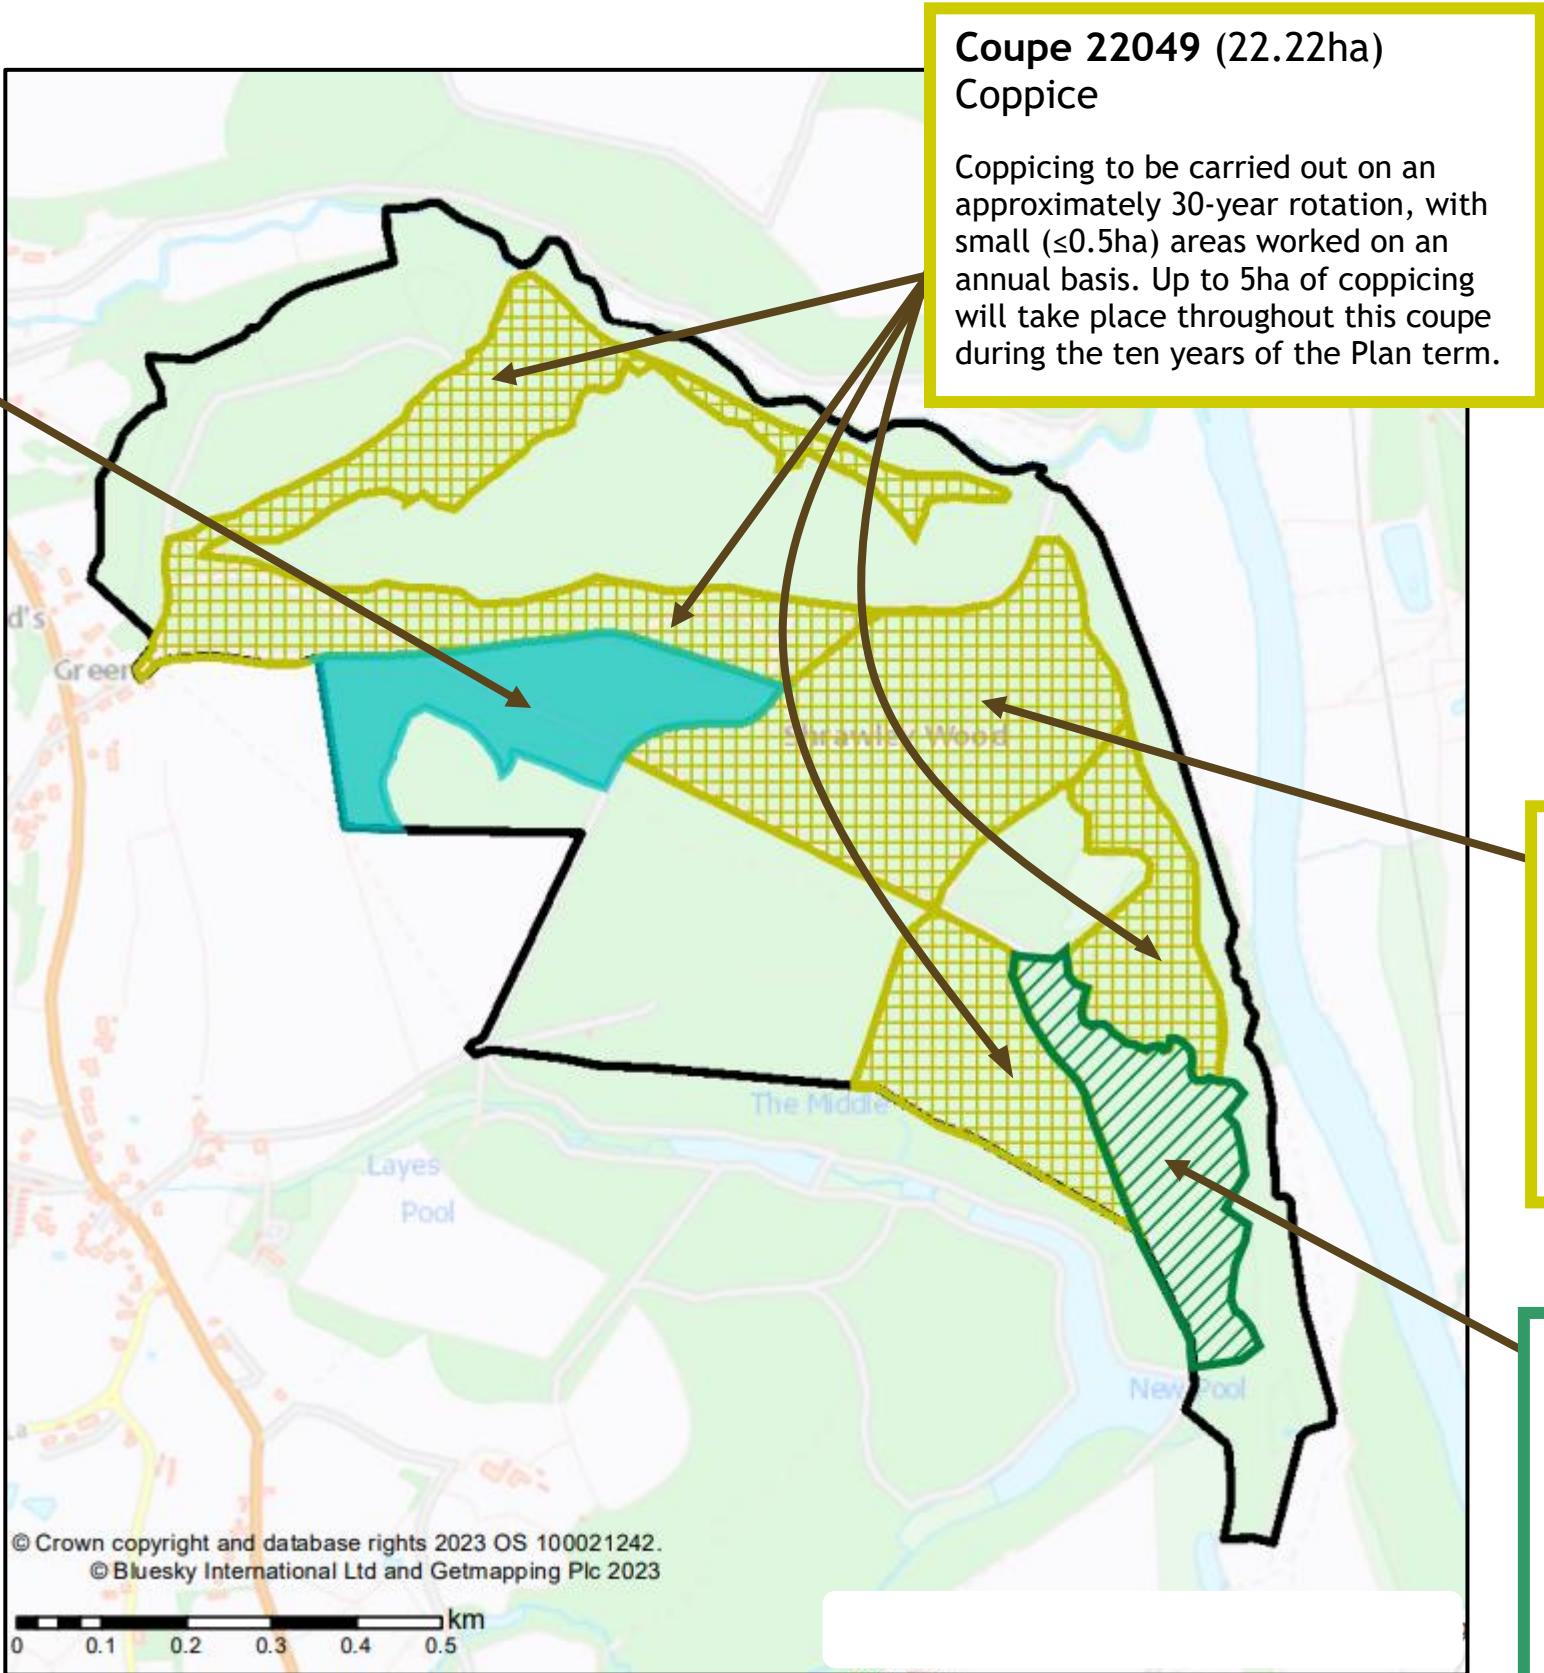 Coupe 22049 (22.22ha)
Coppice
Coppicing to be carried out on an
approximately 30-year rotation, with
small (≤0.5ha) areas worked on an
annual basis. Up to 5ha of coppicing
will take place throughout this coupe
during the ten years of the Plan term.
d's
Green
Shrawley Wood
The Middle
Layes
Pool
New Pool
La
© Crown copyright and database rights 2023 OS 100021242.
© Bluesky International Ltd and Getmapping Plc 2023
km
0 0.1 0.2 0.3 0.4 0.5